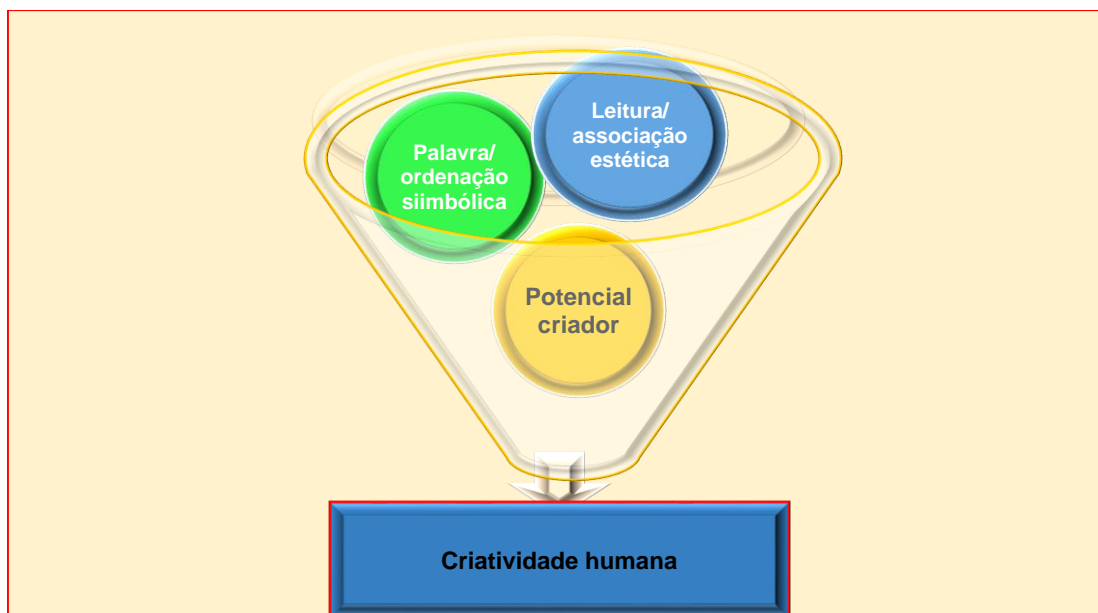 Leitura/
associação
estética
Palavra/
ordenação
siimbólica
Potencial
criador
Criatividade humana